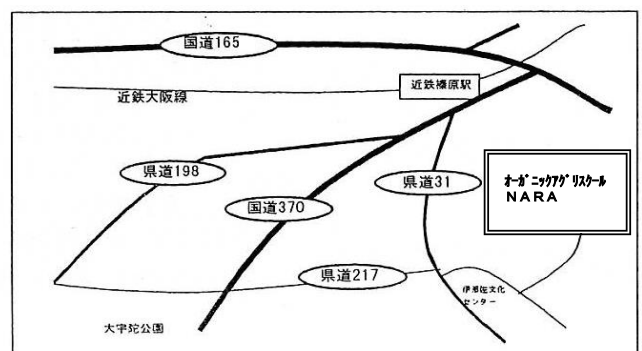 国道165
近鉄榛原駅
近鉄大阪線
県道198
県道31
国道370
オーガニックアグリスクール
NARA
県道217
伊那佐文化
センター
大宇陀公園